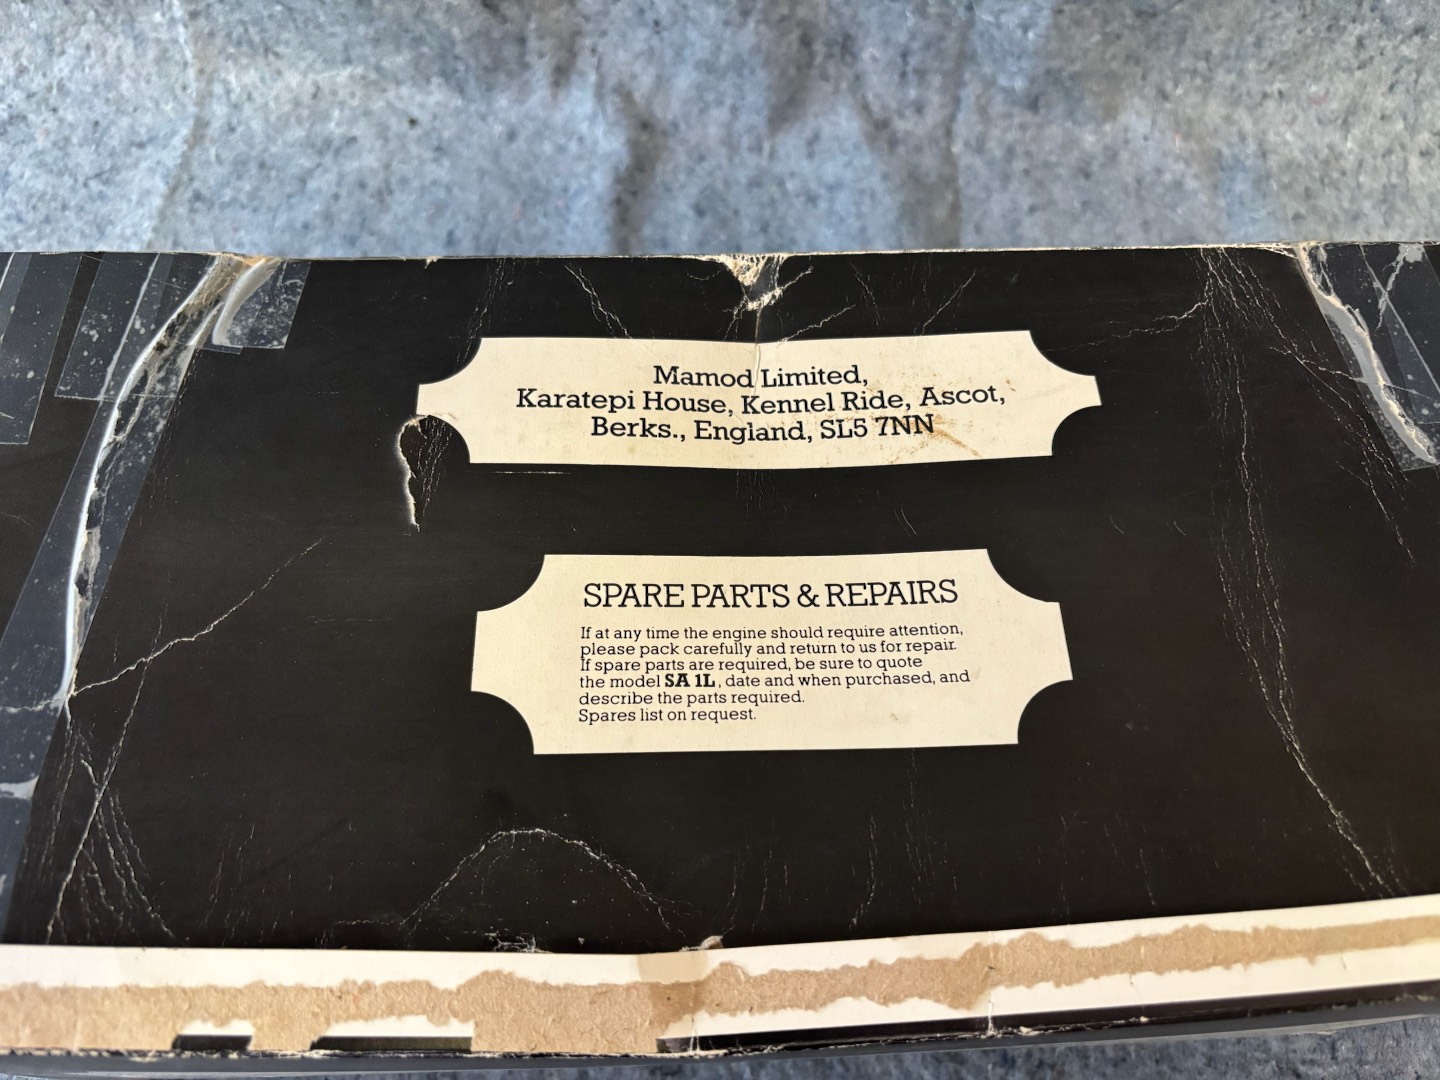 Mamod Limited,
Karatepi House, Kennel Ride, Ascot,
Berks., England, SL5 7NN
SPARE PARTS & REPAIRS
If at any time the engine should require attention,
please pack carefully and return to us for repair.
If spare parts are required, be sure to quote
the model SA 1L, date and when purchased, and
describe the parts required.
Spares list on request.